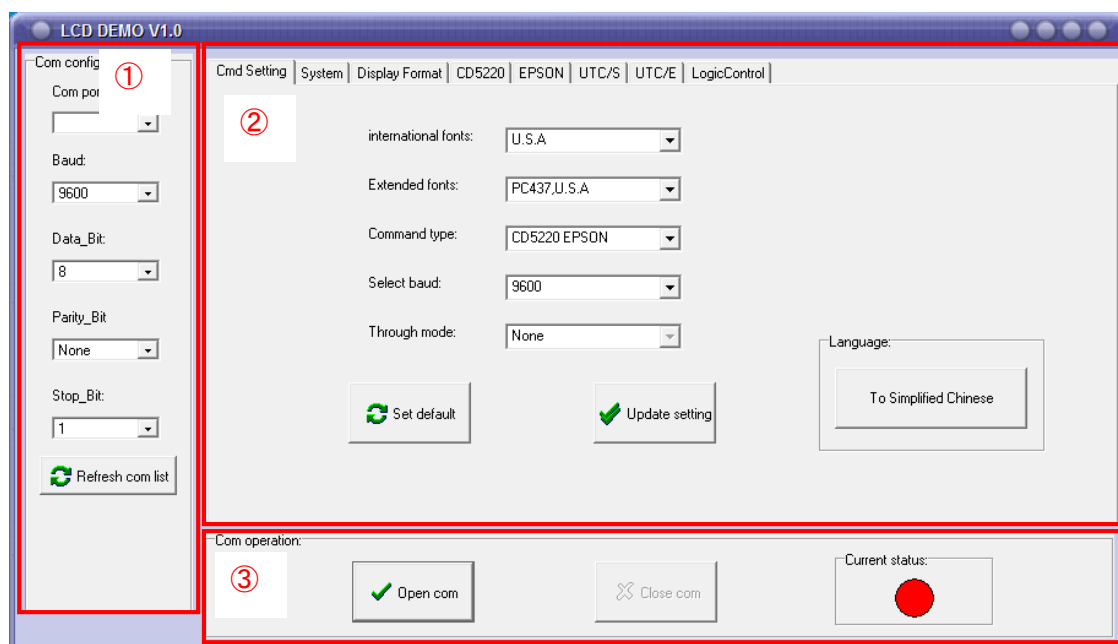 LCD DEMO V1.0
Com config
①
Com por
Baud:
9600
Data_Bit:
8
Parity_Bit
None
Stop_Bit:
1
Refresh com list
Cmd Setting System Display Format CD5220 EPSON UTC/S UTC/E LogicControl
②
international fonts: U.S.A
Extended fonts: PC437,U.S.A
Command type: CD5220 EPSON
Select baud: 9600
Through mode: None
Set default Update setting
Language:
To Simplified Chinese
Com operation:
③
Open com Close com
Current status: